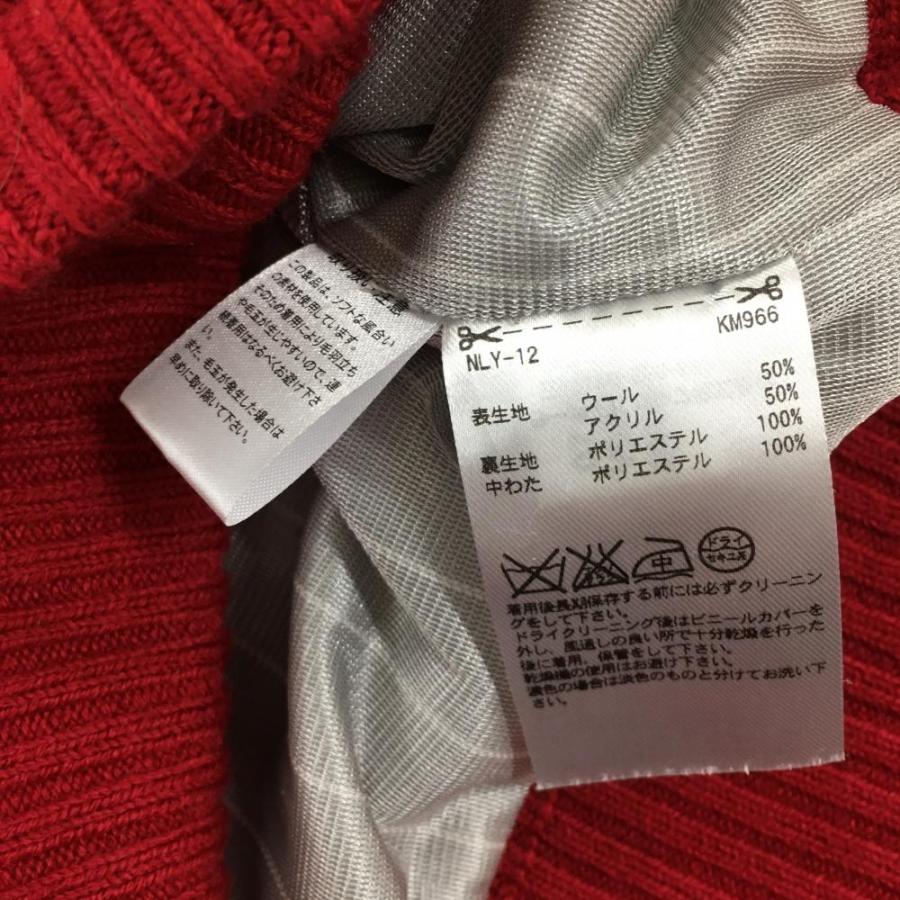 この製品は、ソフトな風合い
の素材を使用しています。
そのため着用により毛羽立ち
や毛玉が生じやすいので、連
続着用はなるべくお避け下さ
い。また、毛玉が発生した場合は
早めに取り除いて下さい。
NLY-12 KM966
表生地 ウール 50%
アクリル 50%
裏生地 ポリエステル 100%
中わた ポリエステル 100%
中
ドライ
セキユ系
着用後長期保存する前には必ずクリーニン
グをして下さい。
ドライクリーニング後はビニールカバーを
外し、風通しの良い所で十分乾燥を行った
後に着用、保管をして下さい。
乾燥機の使用はお避け下さい。
濃色の場合は淡色のものと分けてお洗い下